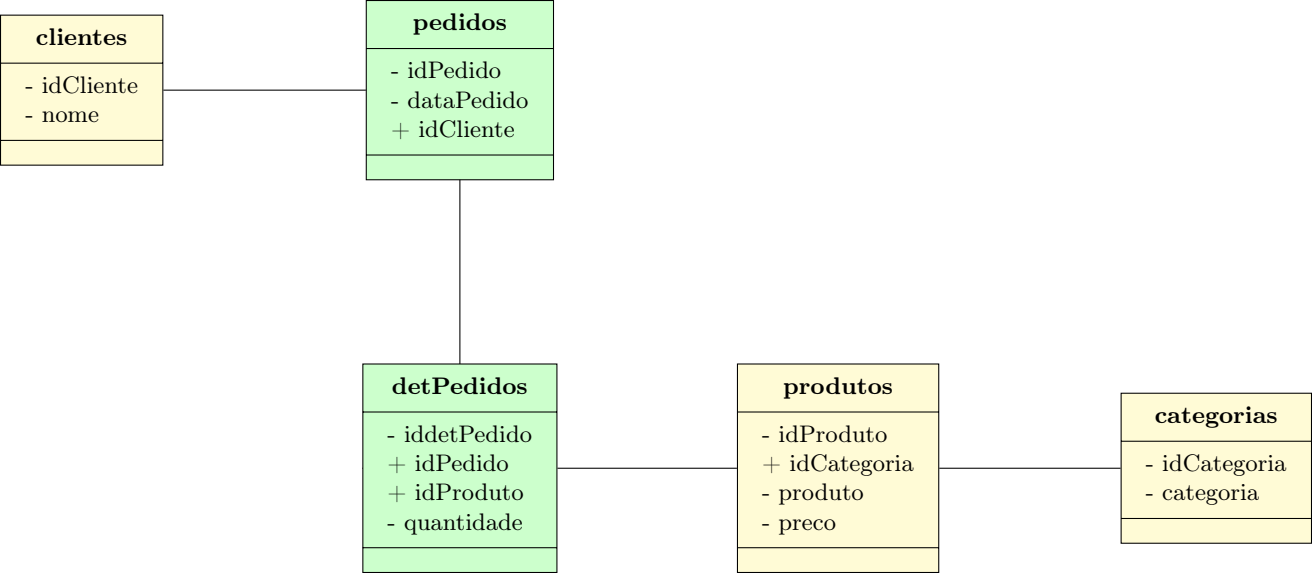 clientes
- idCliente
- nome
pedidos
- idPedido
- dataPedido
+ idCliente
detPedidos
- iddetPedido
+ idPedido
+ idProduto
- quantidade
produtos
- idProduto
+ idCategoria
- produto
- preco
categorias
- idCategoria
- categoria